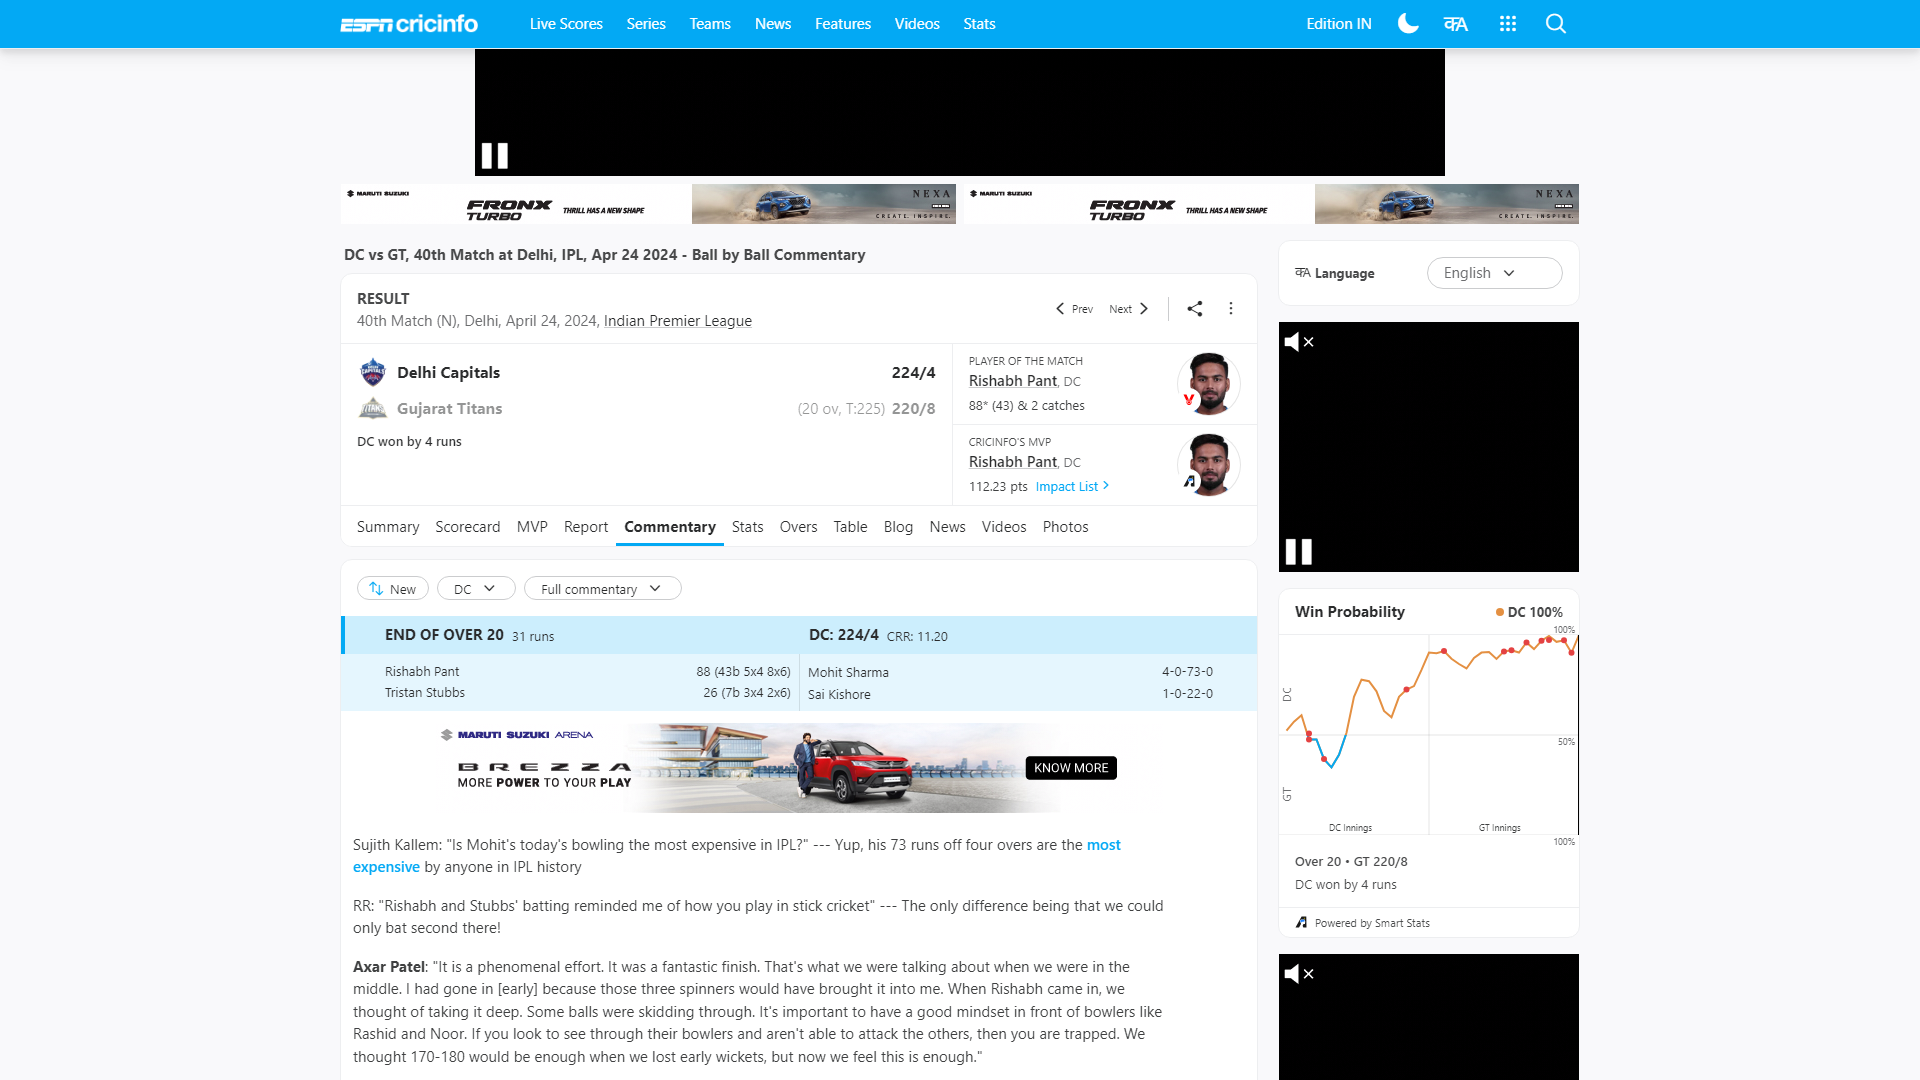 ESPN cricinfo Live Scores Series Teams News Features Videos Stats Edition IN क्A
MARUTI SUZUKI FRONX TURBO THRILL HAS A NEW SHAPE NEXA CREATE. INSPIRE.
MARUTI SUZUKI FRONX TURBO THRILL HAS A NEW SHAPE NEXA CREATE. INSPIRE.
DC vs GT, 40th Match at Delhi, IPL, Apr 24 2024 - Ball by Ball Commentary
RESULT
40th Match (N), Delhi, April 24, 2024, Indian Premier League
Prev Next
Delhi Capitals 224/4
Gujarat Titans (20 ov, T:225) 220/8
DC won by 4 runs
PLAYER OF THE MATCH
Rishabh Pant, DC
88* (43) & 2 catches
CRICINFO'S MVP
Rishabh Pant, DC
112.23 pts Impact List
Summary Scorecard MVP Report Commentary Stats Overs Table Blog News Videos Photos
New DC Full commentary
END OF OVER 20 31 runs DC: 224/4 CRR: 11.20
Rishabh Pant 88 (43b 5x4 8x6) Mohit Sharma 4-0-73-0
Tristan Stubbs 26 (7b 3x4 2x6) Sai Kishore 1-0-22-0
MARUTI SUZUKI ARENA
BREZZA
MORE POWER TO YOUR PLAY
KNOW MORE
Sujith Kallem: "Is Mohit's today's bowling the most expensive in IPL?" --- Yup, his 73 runs off four overs are the most
expensive by anyone in IPL history
RR: "Rishabh and Stubbs' batting reminded me of how you play in stick cricket" --- The only difference being that we could
only bat second there!
Axar Patel: "It is a phenomenal effort. It was a fantastic finish. That's what we were talking about when we were in the
middle. I had gone in [early] because those three spinners would have brought it into me. When Rishabh came in, we
thought of taking it deep. Some balls were skidding through. It's important to have a good mindset in front of bowlers like
Rashid and Noor. If you look to see through their bowlers and aren't able to attack the others, then you are trapped. We
thought 170-180 would be enough when we lost early wickets, but now we feel this is enough."
क्A Language English
Win Probability DC 100%
100%
DC
50%
GT
DC Innings GT Innings
100%
Over 20 • GT 220/8
DC won by 4 runs
Powered by Smart Stats